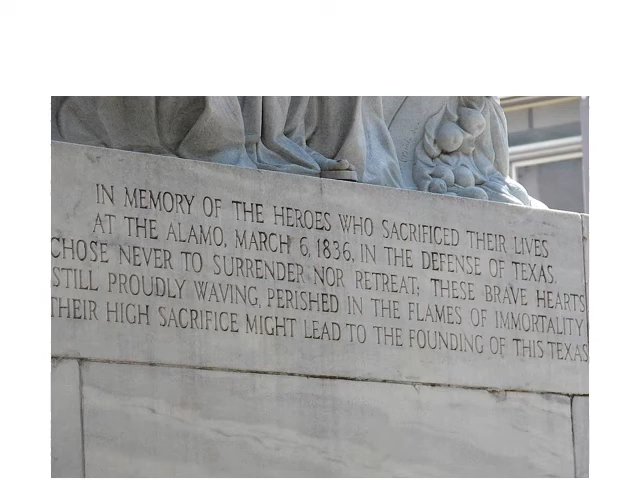 IN MEMORY OF THE HEROES WHO SACRIFICED THEIR LIVES
AT THE ALAMO, MARCH 6, 1836, IN THE DEFENSE OF TEXAS.
CHOSE NEVER TO SURRENDER NOR RETREAT; THESE BRAVE HEARTS
STILL PROUDLY WAVING, PERISHED IN THE FLAMES OF IMMORTALITY
THEIR HIGH SACRIFICE MIGHT LEAD TO THE FOUNDING OF THIS TEXAS